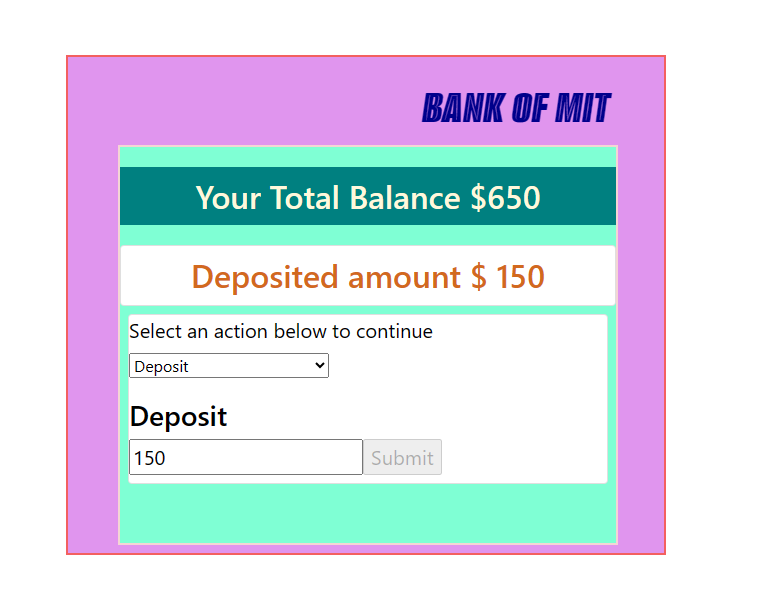 BANK OF MIT
Your Total Balance $650
Deposited amount $ 150
Select an action below to continue
Deposit
Deposit
150 Submit